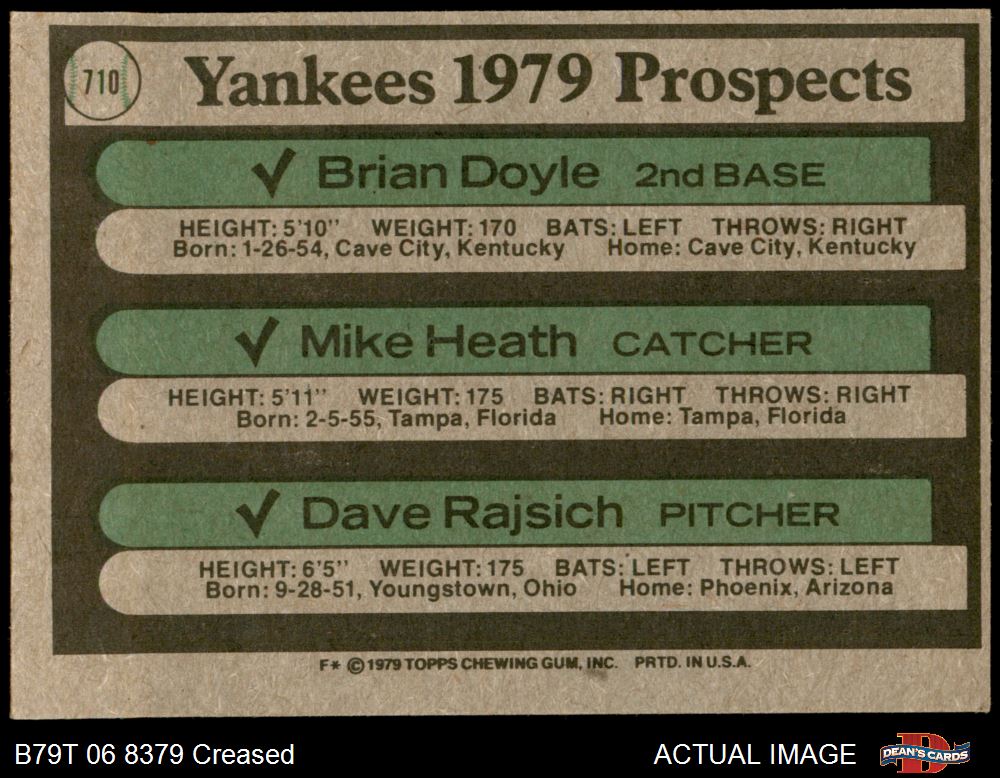 710
Yankees 1979 Prospects
✓ Brian Doyle 2nd BASE
HEIGHT: 5'10'' WEIGHT: 170 BATS: LEFT THROWS: RIGHT
Born: 1-26-54, Cave City, Kentucky Home: Cave City, Kentucky
✓ Mike Heath CATCHER
HEIGHT: 5'11'' WEIGHT: 175 BATS: RIGHT THROWS: RIGHT
Born: 2-5-55, Tampa, Florida Home: Tampa, Florida
✓ Dave Rajsich PITCHER
HEIGHT: 6'5'' WEIGHT: 175 BATS: LEFT THROWS: LEFT
Born: 9-28-51, Youngstown, Ohio Home: Phoenix, Arizona
F* © 1979 TOPPS CHEWING GUM, INC. PRTD. IN U.S.A.
B79T 06 8379 Creased ACTUAL IMAGE
DEAN'S CARDS